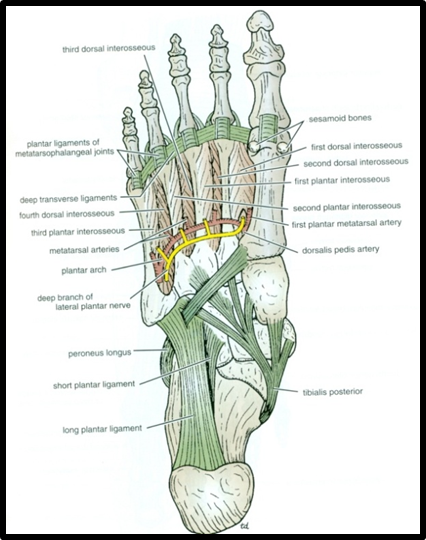 third dorsal interosseous
sesamoid bones
plantar ligaments of
metatarsophalangeal joints
first dorsal interosseous
second dorsal interosseous
first plantar interosseous
deep transverse ligaments
second plantar interosseous
fourth dorsal interosseous
first plantar metatarsal artery
third plantar interosseous
metatarsal arteries
dorsalis pedis artery
plantar arch
deep branch of
lateral plantar nerve
peroneus longus
short plantar ligament
tibialis posterior
long plantar ligament